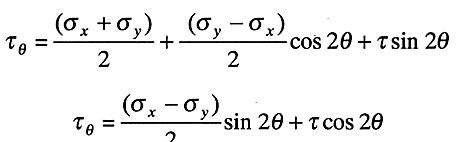 τ_θ = (σ_x + σ_y)/2 + (σ_y − σ_x)/2 cos 2θ + τ sin 2θ
τ_θ = (σ_x − σ_y)/2 sin 2θ + τ cos 2θ